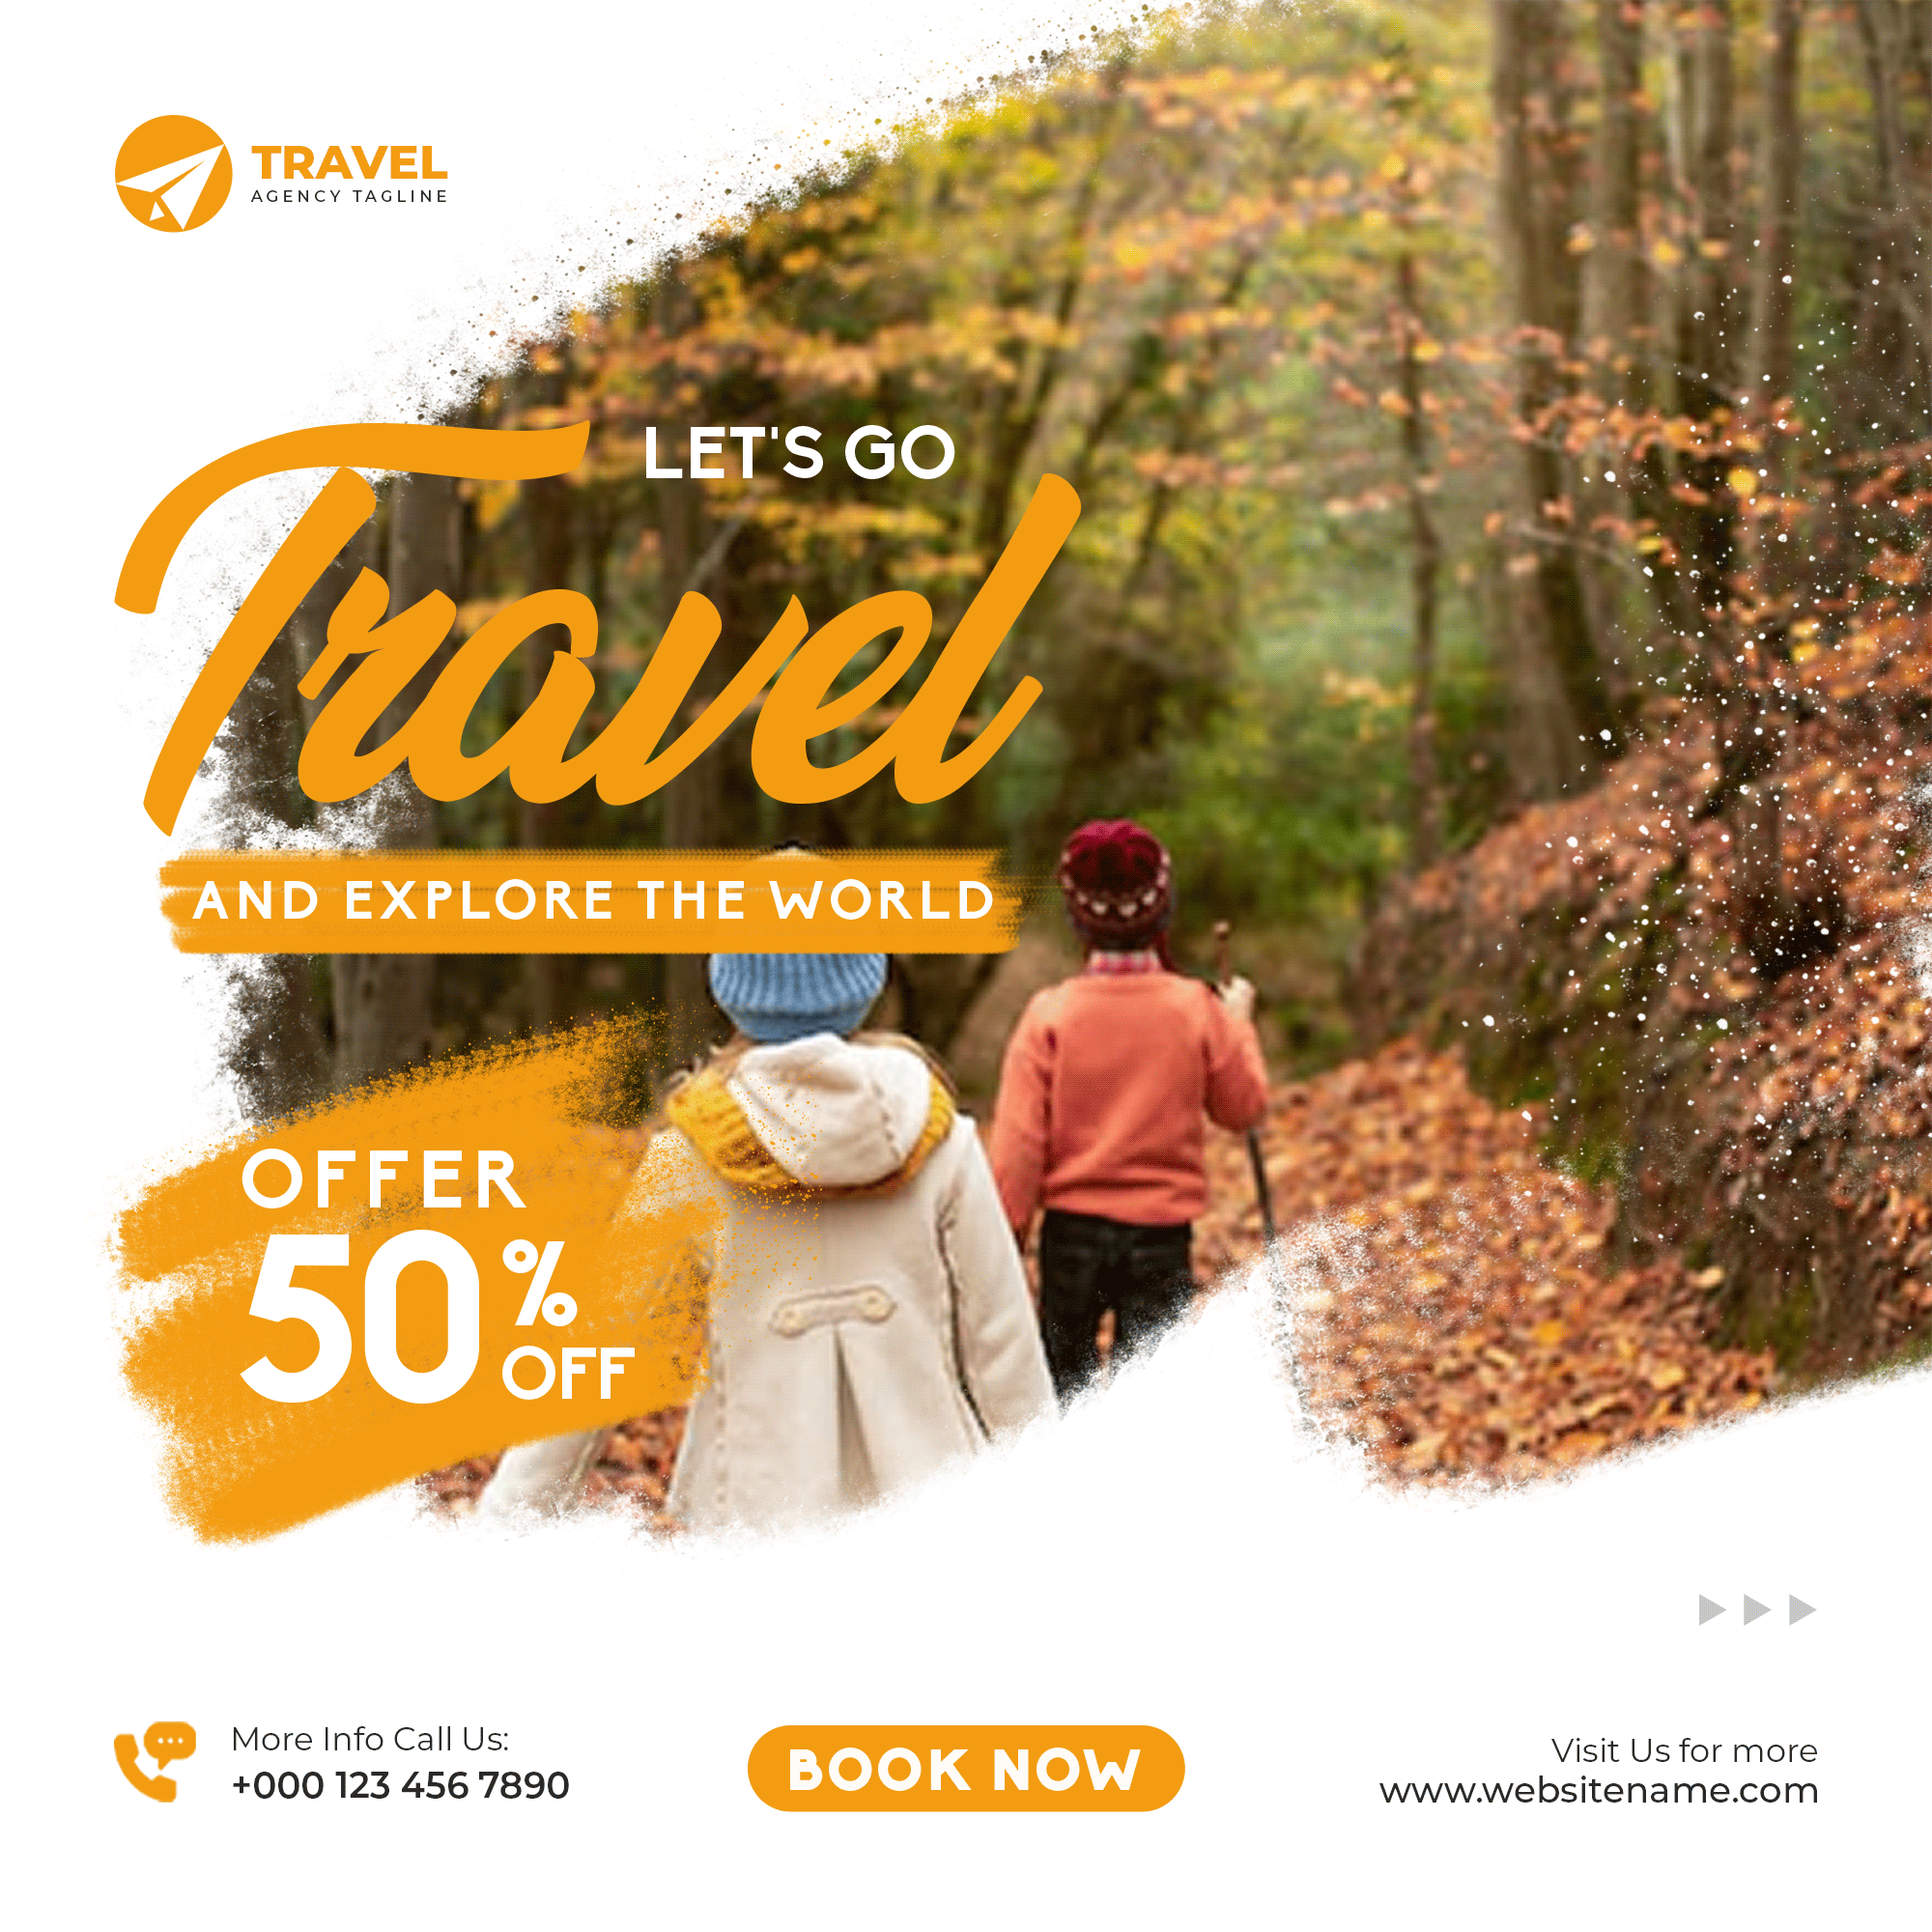 TRAVEL
AGENCY TAGLINE
LET'S GO
Travel
AND EXPLORE THE WORLD
OFFER
50%
OFF
More Info Call Us:
+000 123 456 7890
BOOK NOW
Visit Us for more
www.websitename.com